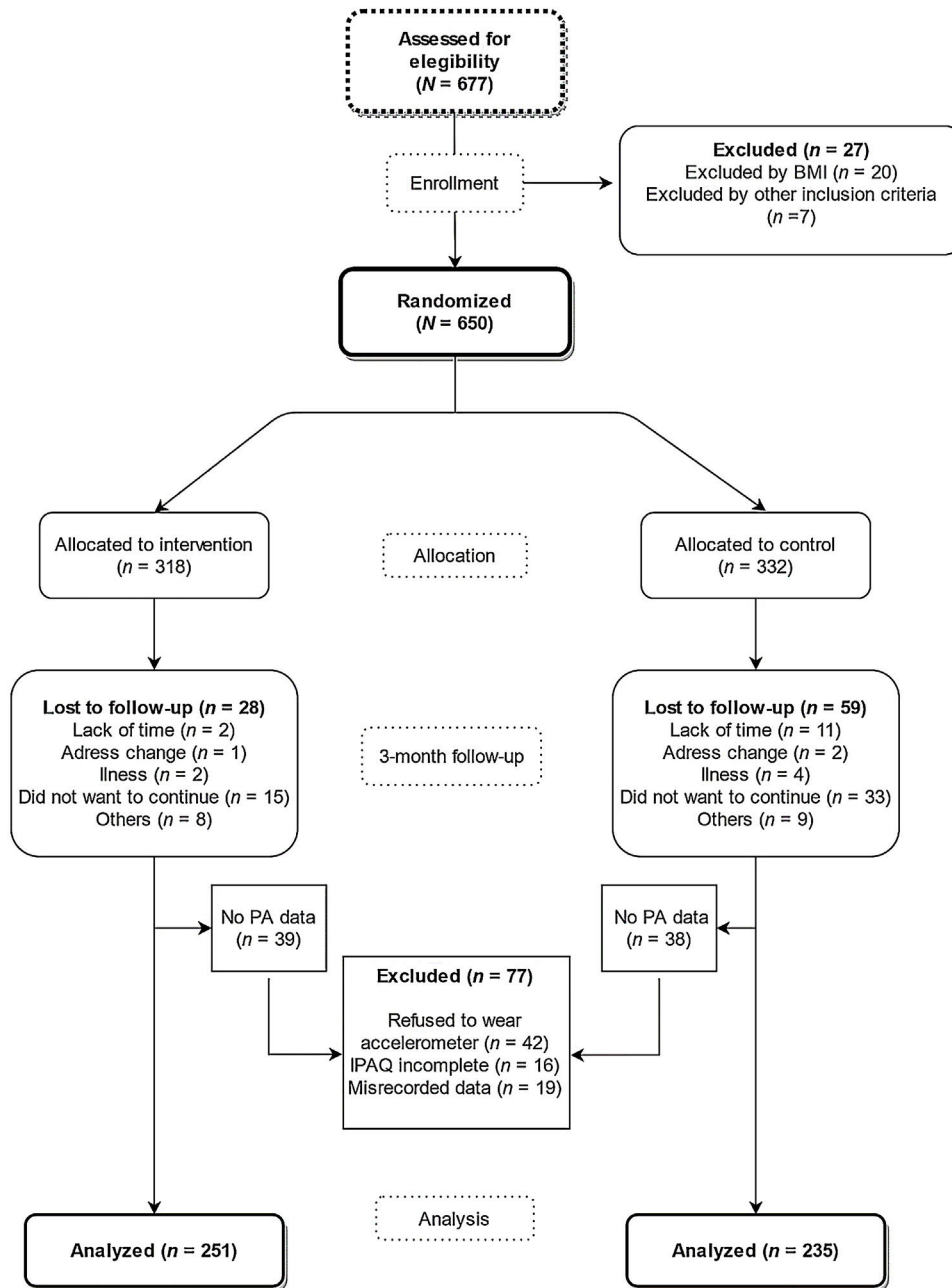 Assessed for
elegibility
(N = 677)
Enrollment
Excluded (n = 27)
Excluded by BMI (n = 20)
Excluded by other inclusion criteria
(n =7)
Randomized
(N = 650)
Allocated to intervention
(n = 318)
Allocation
Allocated to control
(n = 332)
Lost to follow-up (n = 28)
Lack of time (n = 2)
Adress change (n = 1)
Ilness (n = 2)
Did not want to continue (n = 15)
Others (n = 8)
3-month follow-up
Lost to follow-up (n = 59)
Lack of time (n = 11)
Adress change (n = 2)
Ilness (n = 4)
Did not want to continue (n = 33)
Others (n = 9)
No PA data
(n = 39)
No PA data
(n = 38)
Excluded (n = 77)
Refused to wear
accelerometer (n = 42)
IPAQ incomplete (n = 16)
Misrecorded data (n = 19)
Analysis
Analyzed (n = 251)
Analyzed (n = 235)